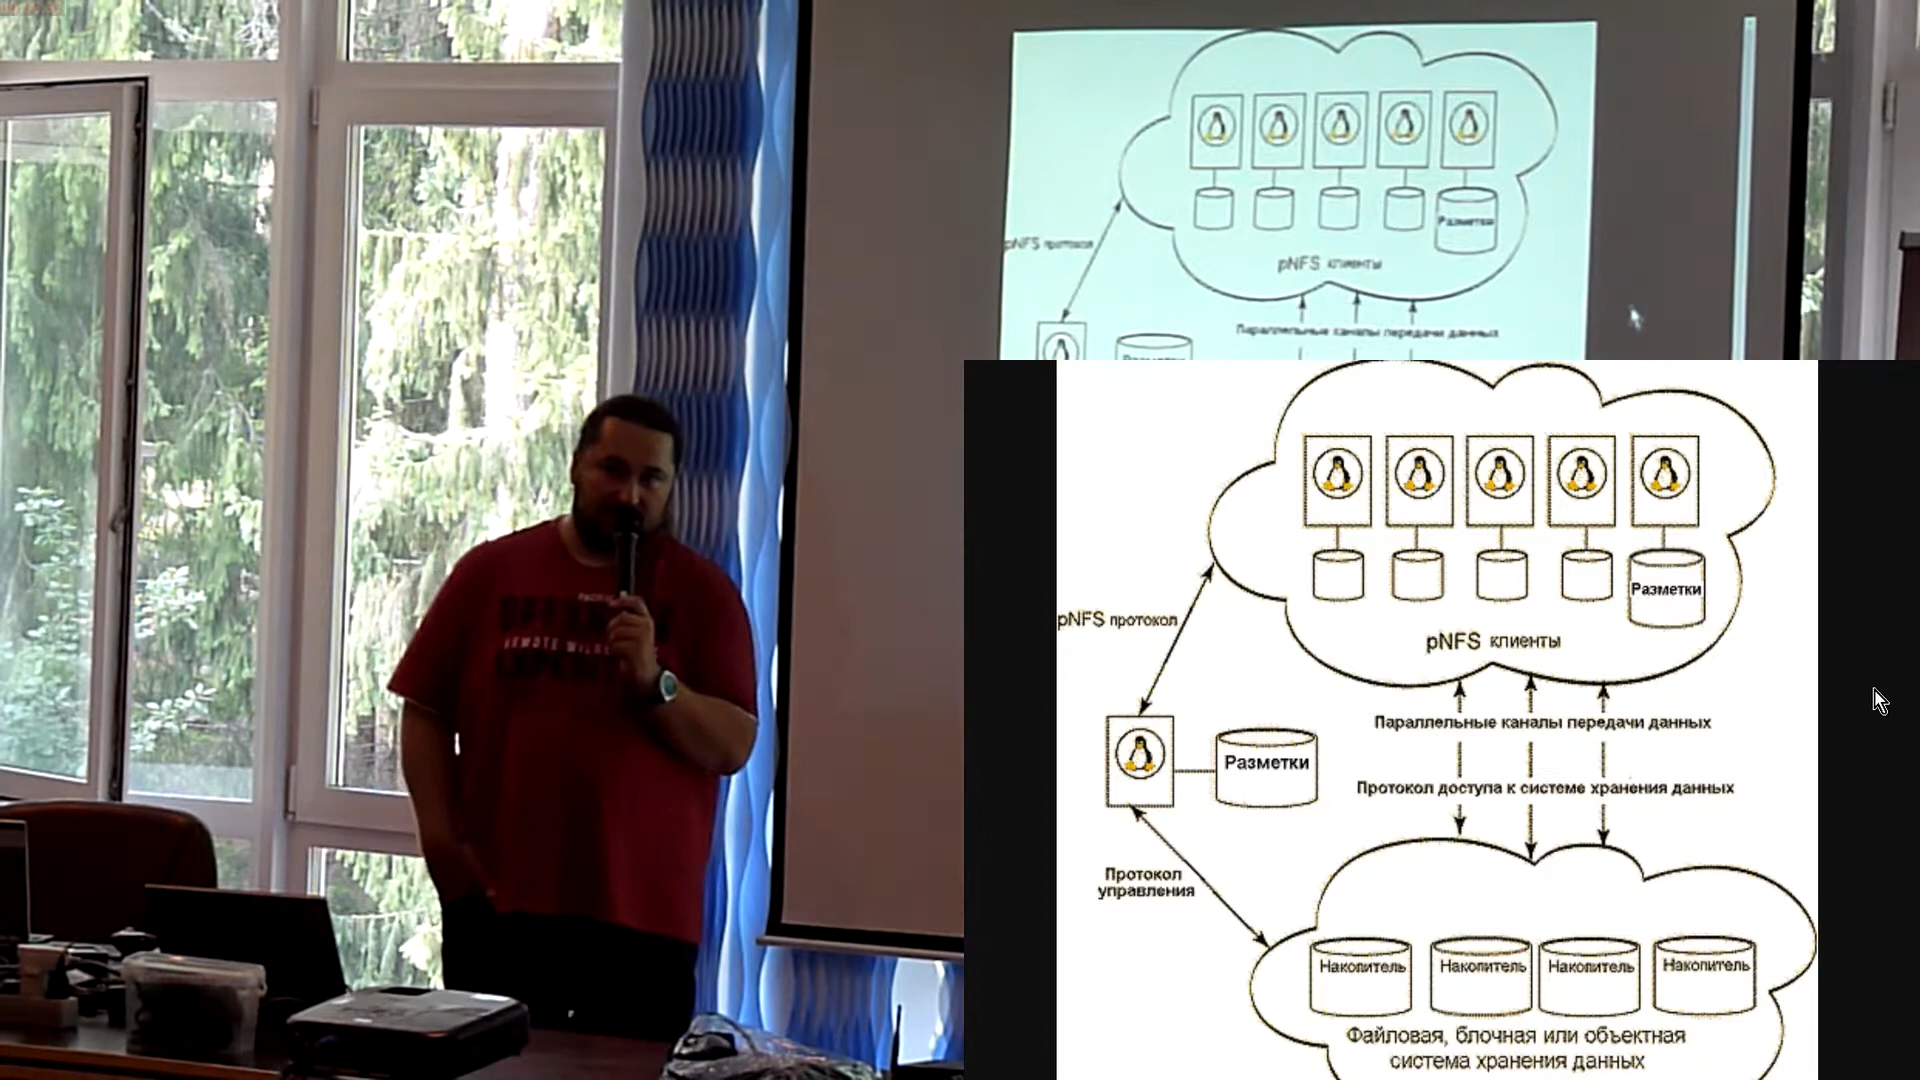 Разметки
pNFS клиенты
pNFS протокол
Параллельные каналы передачи данных
Разметки
pNFS клиенты
pNFS протокол
Параллельные каналы передачи данных
Разметки
Протокол доступа к системе хранения данных
Протокол
управления
Накопитель Накопитель Накопитель Накопитель
Файловая, блочная или объектная
система хранения данных